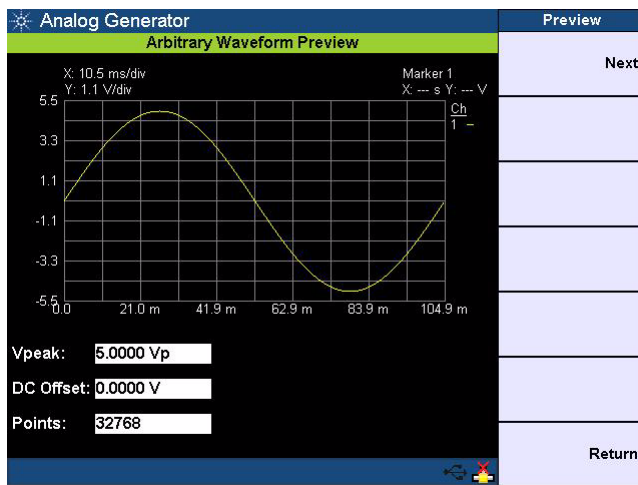 Analog Generator
Preview
Arbitrary Waveform Preview
Next
X: 10.5 ms/div
Marker 1
Y: 1.1 V/div
X: --- s Y: --- V
5.5
Ch
1
3.3
1.1
-1.1
-3.3
-5.5
0.0
21.0 m
41.9 m
62.9 m
83.9 m
104.9 m
Vpeak: 5.0000 Vp
DC Offset: 0.0000 V
Points: 32768
Return